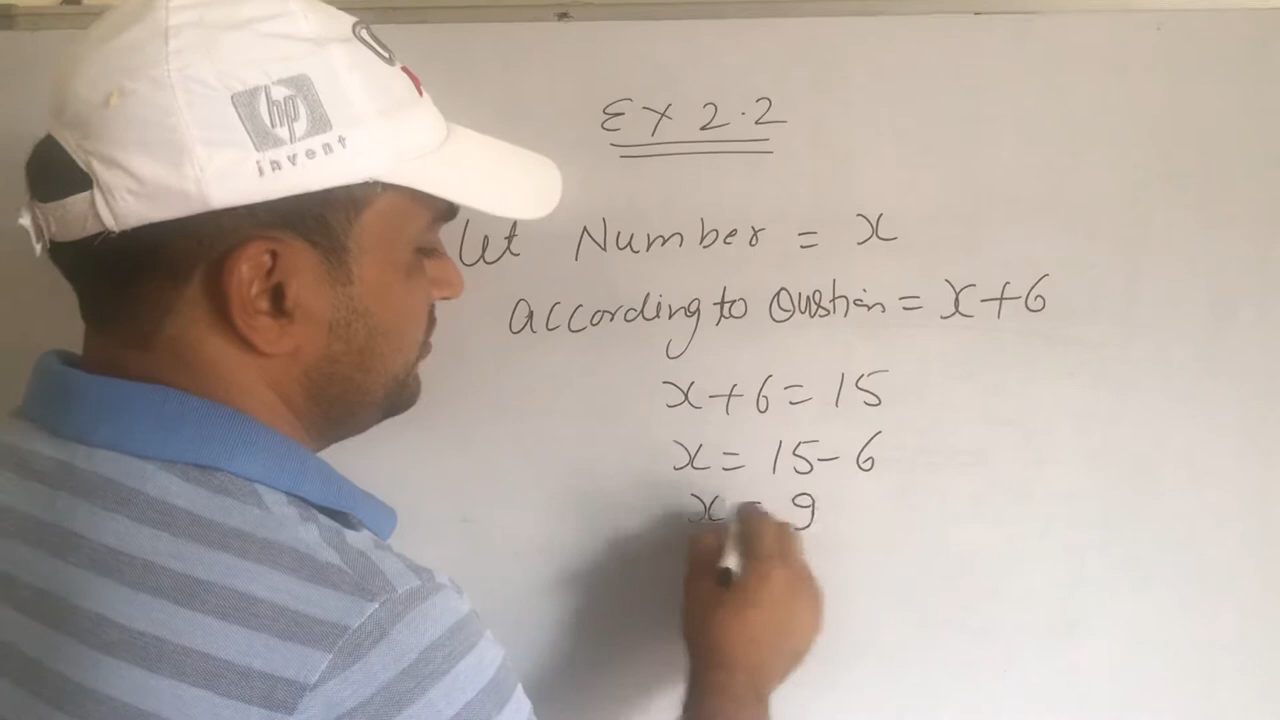 hp
invent
EX 2.2
Let Number = x
according to Qustion = x+6
x+6=15
x= 15-6
x= 9